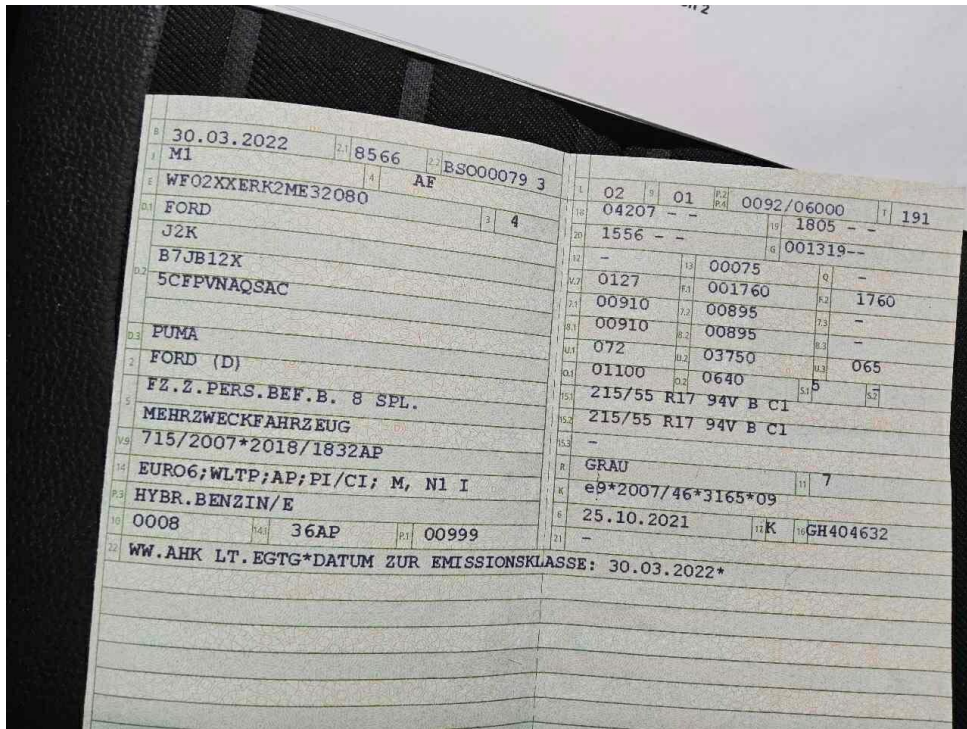 B 30.03.2022 2.1 8566 2.2 BSO00079 3
J M1 4 AF
E WF02XXERK2ME32080 3 4
D.1 FORD
J2K
D.2 B7JB12X
5CFPVNAQSAC
D.3 PUMA
2 FORD (D)
5 FZ.Z.PERS.BEF.B. 8 SPL.
MEHRZWECKFAHRZEUG
V.9 715/2007*2018/1832AP
14 EURO6;WLTP;AP;PI/CI; M, N1 I
P.3 HYBR.BENZIN/E
10 0008 14.1 36AP P.1 00999
22 WW.AHK LT.EGTG*DATUM ZUR EMISSIONSKLASSE: 30.03.2022*
L 02 9 01 P.2 P.4 0092/06000 T 191
18 04207 - - 19 1805 - -
20 1556 - - G 001319--
12 - 13 00075 Q -
V.7 0127 F.1 001760 F.2 1760
7.1 00910 7.2 00895 7.3 -
8.1 00910 8.2 00895 8.3 -
U.1 072 U.2 03750 U.3 065
O.1 01100 O.2 0640 S.1 5 S.2 -
15.1 215/55 R17 94V B C1
15.2 215/55 R17 94V B C1
15.3 -
R GRAU 11 7
K e9*2007/46*3165*09
6 25.10.2021 17 K 16 GH404632
21 -